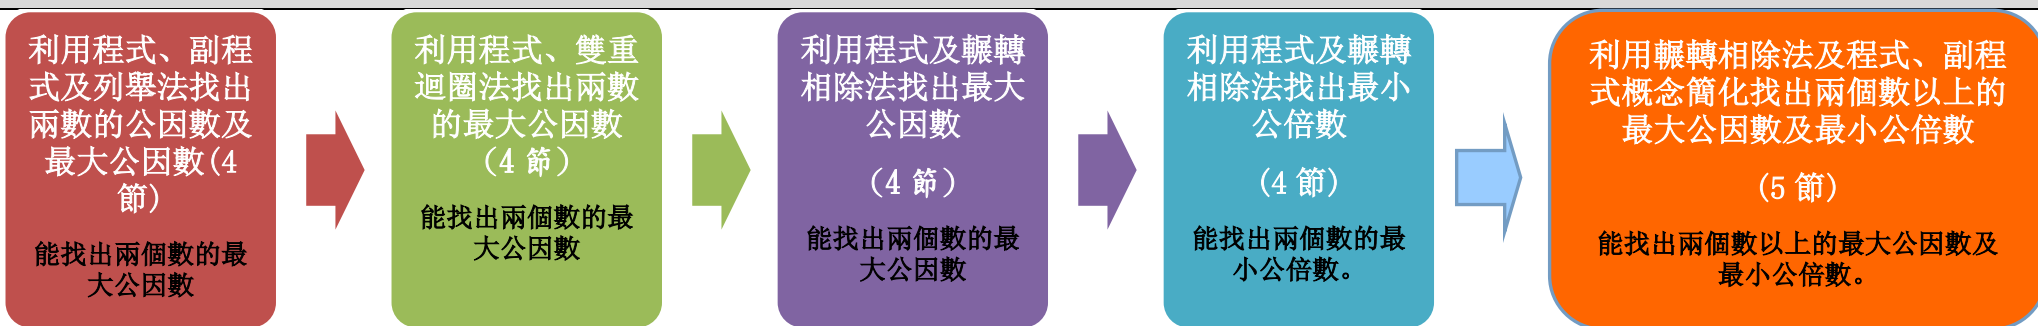 利用程式、副程
式及列舉法找出
兩數的公因數及
最大公因數(4
節)
能找出兩個數的最
大公因數
利用程式、雙重
迴圈法找出兩數
的最大公因數
（4 節）
能找出兩個數的最
大公因數
利用程式及輾轉
相除法找出最大
公因數
（4 節）
能找出兩個數的最
大公因數
利用程式及輾轉
相除法找出最小
公倍數
(4 節)
能找出兩個數的最
小公倍數。
利用輾轉相除法及程式、副程
式概念簡化找出兩個數以上的
最大公因數及最小公倍數
(5 節)
能找出兩個數以上的最大公因數及
最小公倍數。